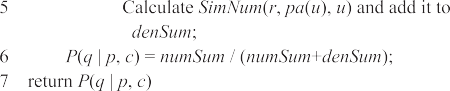 5 Calculate SimNum(r, pa(u), u) and add it to
denSum;
6 P(q | p, c) = numSum / (numSum+denSum);
7 return P(q | p, c)